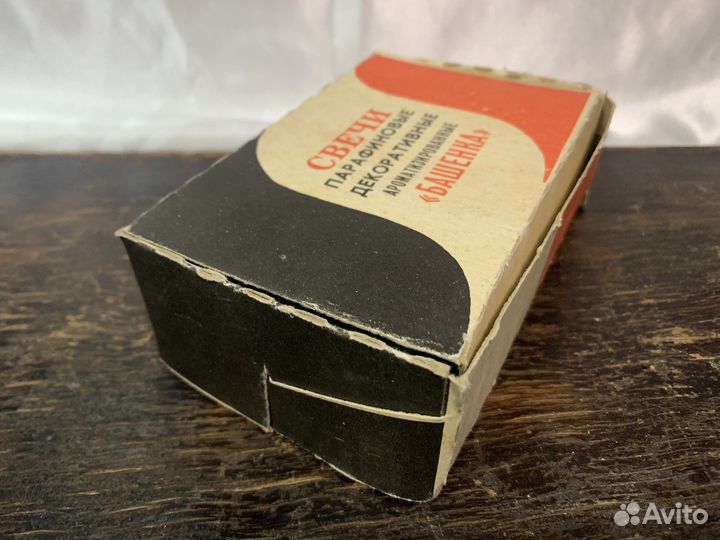 СВЕЧИ
ПАРАФИНОВЫЕ
ДЕКОРАТИВНЫЕ
АРОМАТИЗИРОВАННЫЕ
«БАШЕНКА»
Avito